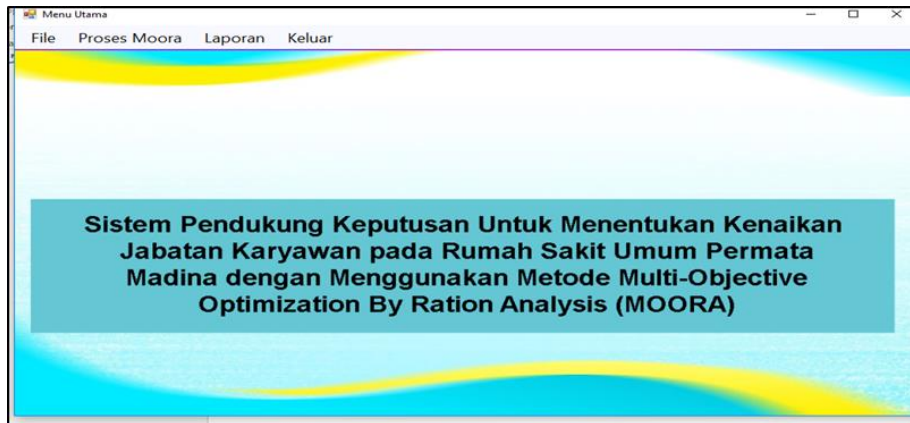 Menu Utama
File Proses Moora Laporan Keluar
Sistem Pendukung Keputusan Untuk Menentukan Kenaikan
Jabatan Karyawan pada Rumah Sakit Umum Permata
Madina dengan Menggunakan Metode Multi-Objective
Optimization By Ration Analysis (MOORA)